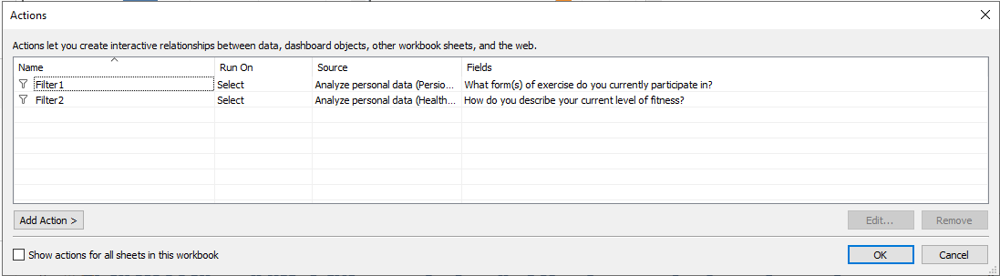 Actions
Actions let you create interactive relationships between data, dashboard objects, other workbook sheets, and the web.
Name Run On Source Fields
Filter1 Select Analyze personal data (Persio... What form(s) of exercise do you currently participate in?
Filter2 Select Analyze personal data (Health... How do you describe your current level of fitness?
Add Action > Edit... Remove
Show actions for all sheets in this workbook OK Cancel